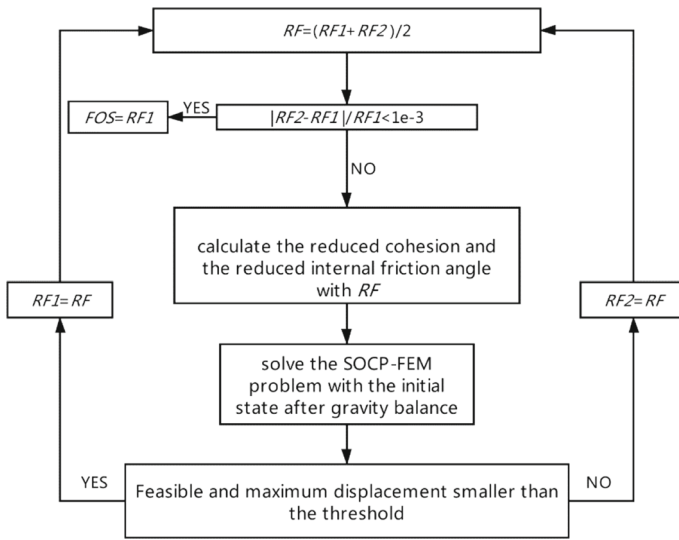 RF=(RF1+RF2)/2
FOS=RF1
YES
|RF2-RF1|/RF1<1e-3
NO
calculate the reduced cohesion and
the reduced internal friction angle
with RF
RF1=RF
RF2=RF
solve the SOCP-FEM
problem with the initial
state after gravity balance
YES
NO
Feasible and maximum displacement smaller than
the threshold